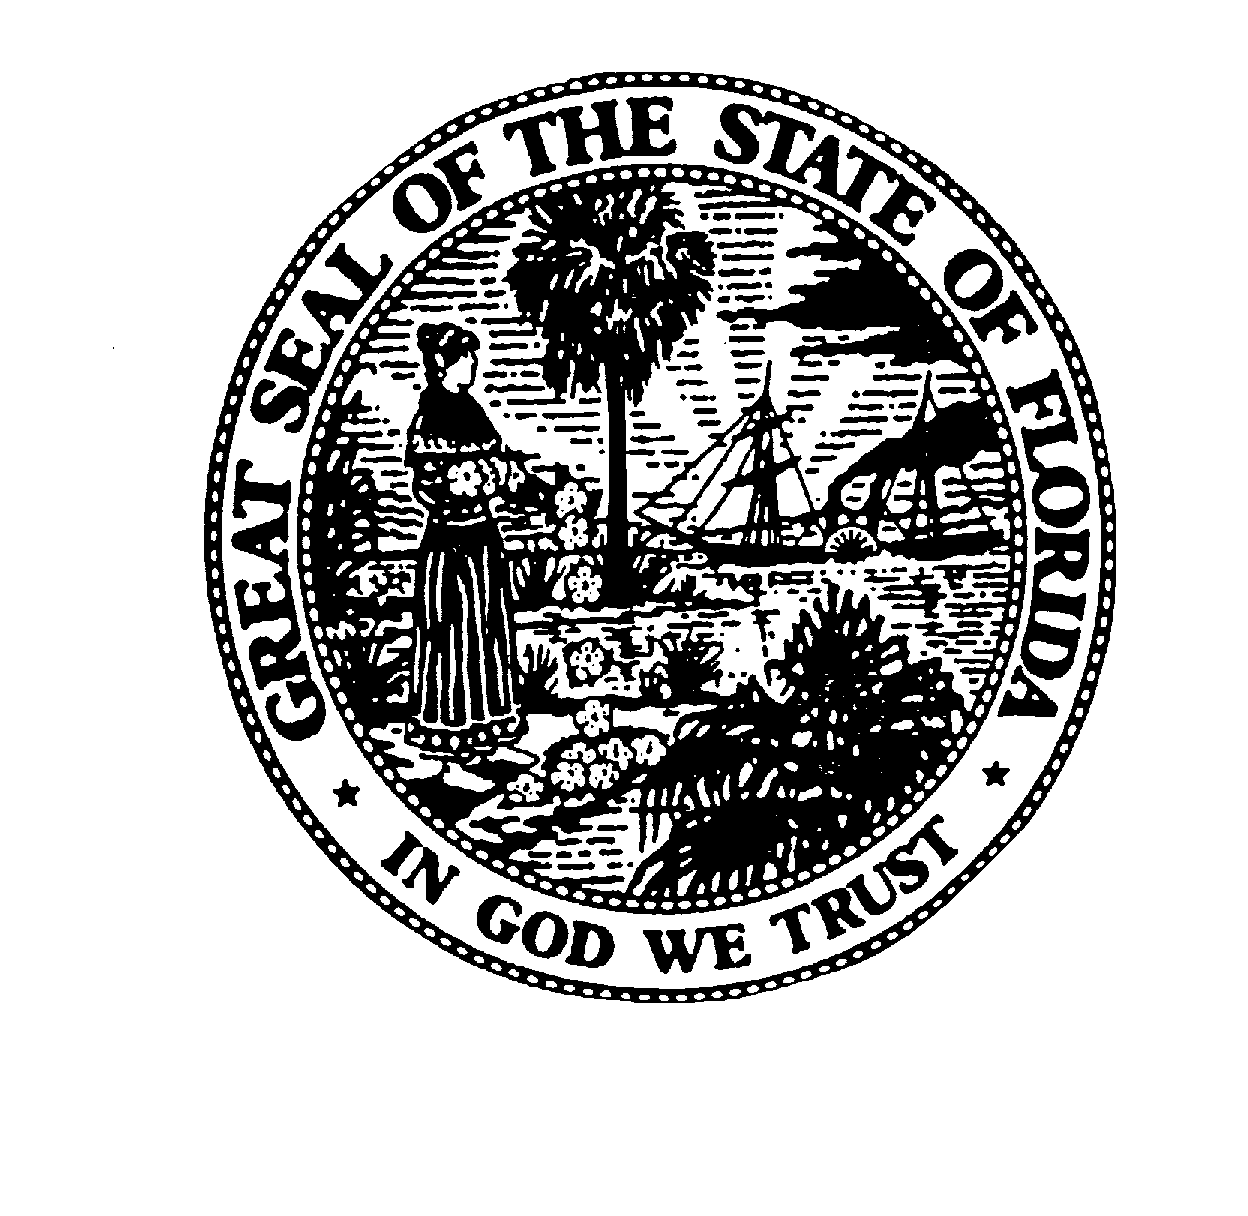 GREAT SEAL OF THE STATE OF FLORIDA
IN GOD WE TRUST